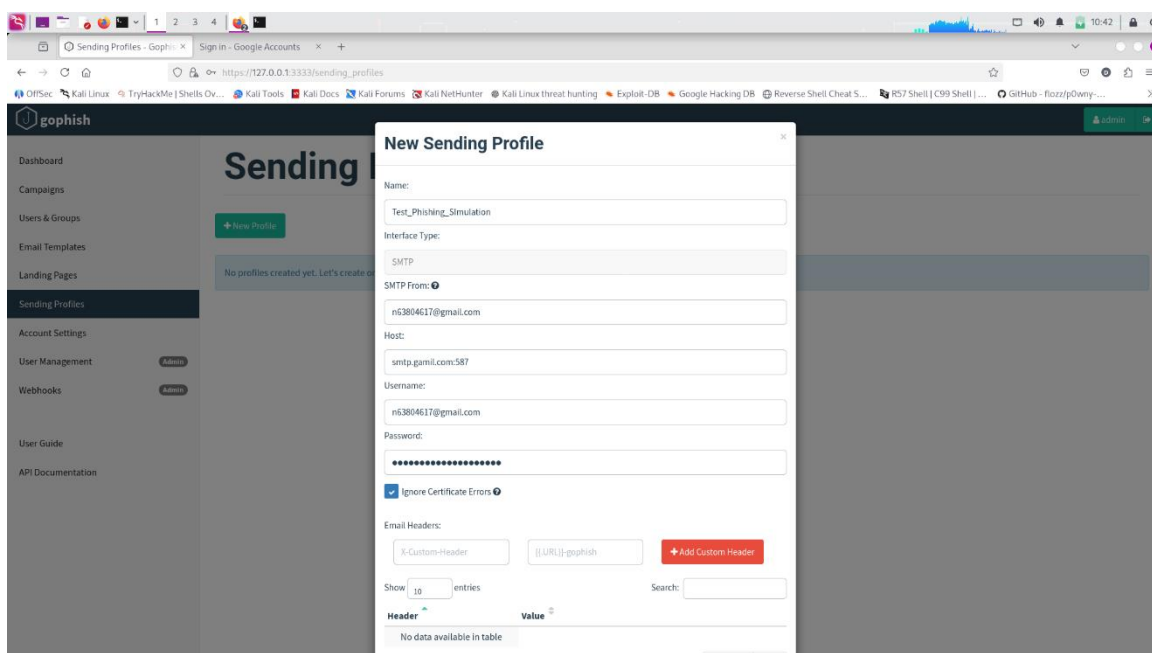 1 2 3 4
10:42
Sending Profiles - Gophis
Sign in - Google Accounts
https://127.0.0.1:3333/sending_profiles
OffSec
Kali Linux
TryHackMe | Shells Ov...
Kali Tools
Kali Docs
Kali Forums
Kali NetHunter
Kali Linux threat hunting
Exploit-DB
Google Hacking DB
Reverse Shell Cheat S...
R57 Shell | C99 Shell | ...
GitHub - flozz/p0wny-...
gophish
admin
Dashboard
Campaigns
Users & Groups
Email Templates
Landing Pages
Sending Profiles
Account Settings
User Management Admin
Webhooks Admin
User Guide
API Documentation
Sending
+ New Profile
No profiles created yet. Let's create
New Sending Profile
Name:
Test_Phishing_SImulation
Interface Type:
SMTP
SMTP From:
n63804617@gmail.com
Host:
smtp.gamil.com:587
Username:
n63804617@gmail.com
Password:
Ignore Certificate Errors
Email Headers:
X-Custom-Header
{{.URL}}-gophish
+ Add Custom Header
Show 10 entries
Search:
Header Value
No data available in table